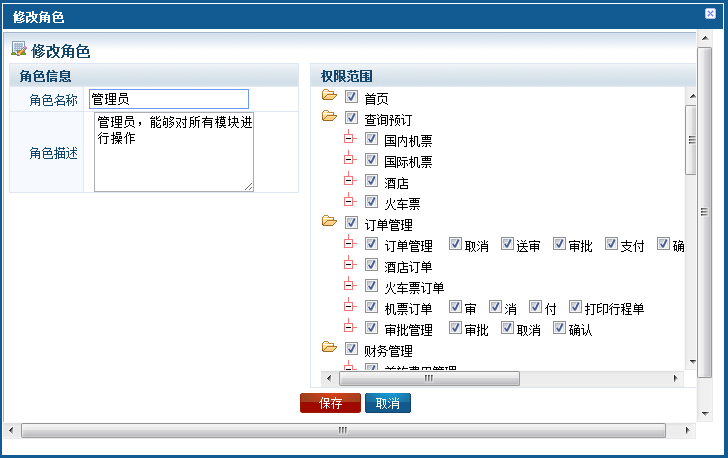 修改角色
修改角色
角色信息
角色名称 管理员
角色描述 管理员，能够对所有模块进
行操作
权限范围
首页
查询预订
国内机票
国际机票
酒店
火车票
订单管理
订单管理 取消 送审 审批 支付 确
酒店订单
火车票订单
机票订单 审 消 付 打印行程单
审批管理 审批 取消 确认
财务管理
保存 取消